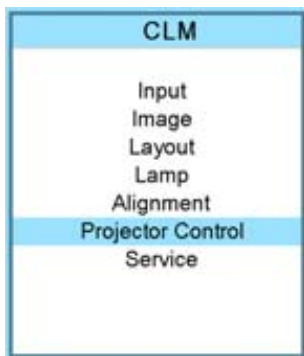 CLM
Input
Image
Layout
Lamp
Alignment
Projector Control
Service